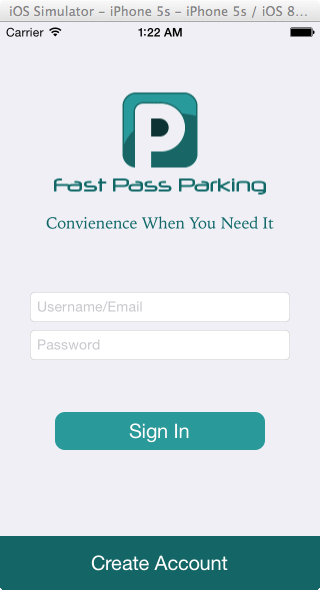 iOS Simulator – iPhone 5s – iPhone 5s / iOS 8...
Carrier 1:22 AM
P
Fast Pass Parking
Convienence When You Need It
Username/Email
Password
Sign In
Create Account